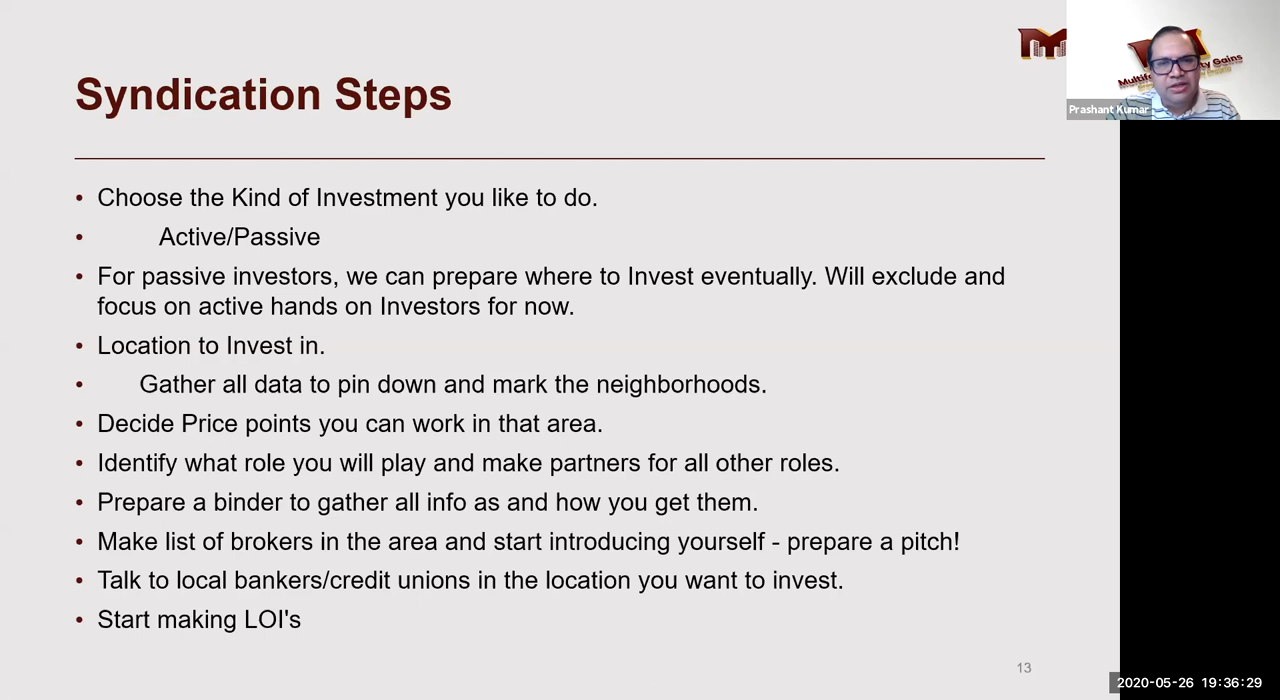 Syndication Steps
• Choose the Kind of Investment you like to do.
• Active/Passive
• For passive investors, we can prepare where to Invest eventually. Will exclude and
focus on active hands on Investors for now.
• Location to Invest in.
• Gather all data to pin down and mark the neighborhoods.
• Decide Price points you can work in that area.
• Identify what role you will play and make partners for all other roles.
• Prepare a binder to gather all info as and how you get them.
• Make list of brokers in the area and start introducing yourself - prepare a pitch!
• Talk to local bankers/credit unions in the location you want to invest.
• Start making LOI's
13
Gains
Prashant Kumar
2020-05-26 19:36:29